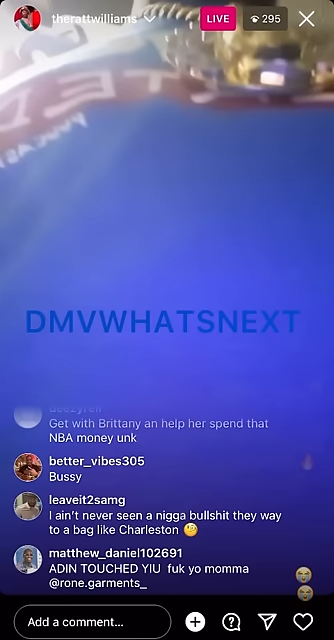 therattwilliams
LIVE
295
DMVWHATSNEXT
Get with Brittany an help her spend that
NBA money unk
better_vibes305
Bussy
leaveit2samg
I ain't never seen a nigga bullshit they way
to a bag like Charleston 🧐
matthew_daniel102691
ADIN TOUCHED YIU  fuk yo momma
@rone.garments_
Add a comment...